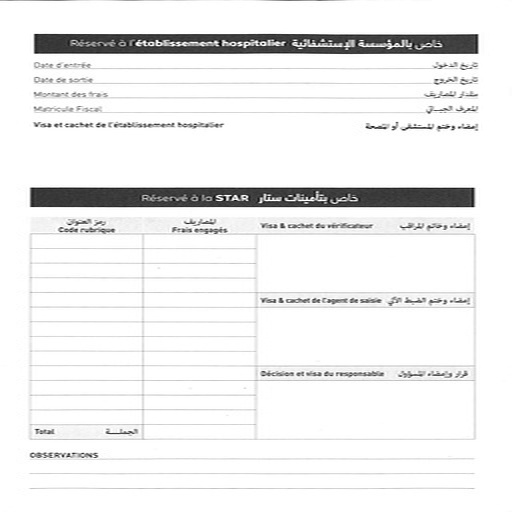 Réservé à l'établissement hospitalier خاص بالمؤسسة الإستشفائية
Date d'entrée تاريخ الدخول
Date de sortie تاريخ الخروج
Montant des frais مقدار المصاريف
Matricule Fiscal المعرف الجبائي
Visa et cachet de l'établissement hospitalier إمضاء وختم المستشفى أو المصحة
Réservé à la STAR خاص بتأمينات ستار
رمز العنوان المصاريف
Code rubrique Frais engagés Visa & cachet du vérificateur إمضاء وخاتم المراقب
Visa & cachet de l'agent de saisie إمضاء وختم الضبط الآلي
Décision et visa du responsable قرار وإمضاء المسؤول
Total الجملـــة
OBSERVATIONS